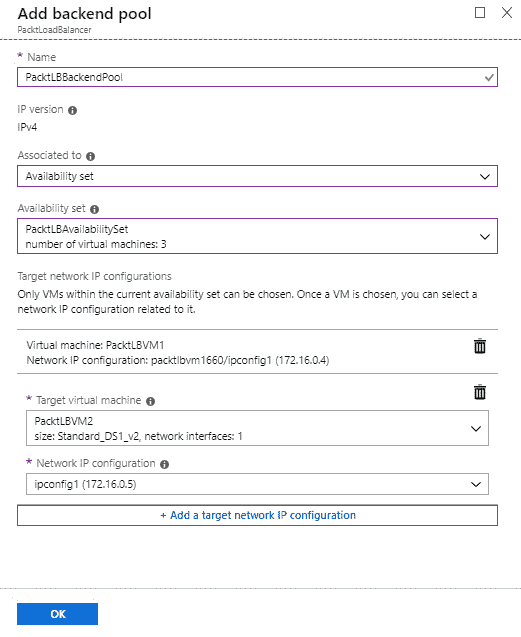 Add backend pool
PacktLoadBalancer
* Name
PacktLBBackendPool
IP version
IPv4
Associated to
Availability set
Availability set
PacktLBAvailabilitySet
number of virtual machines: 3
Target network IP configurations
Only VMs within the current availability set can be chosen. Once a VM is chosen, you can select a
network IP configuration related to it.
Virtual machine: PacktLBVM1
Network IP configuration: packtlbvm1660/ipconfig1 (172.16.0.4)
* Target virtual machine
PacktLBVM2
size: Standard_DS1_v2, network interfaces: 1
* Network IP configuration
ipconfig1 (172.16.0.5)
+ Add a target network IP configuration
OK